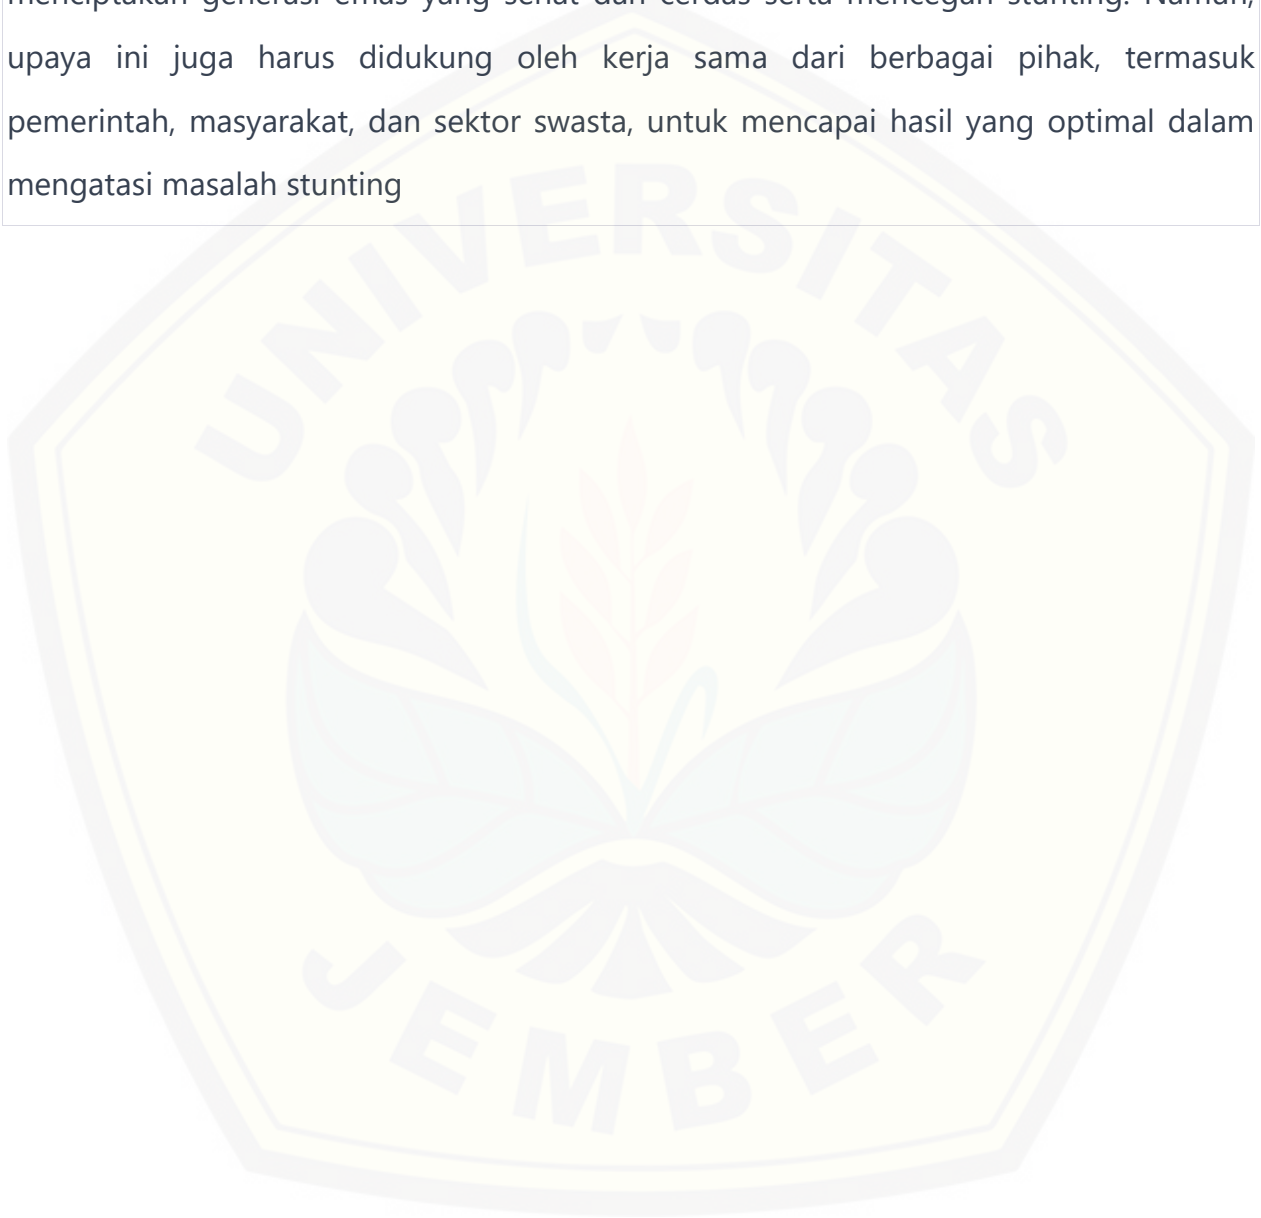 menciptakan generasi emas yang sehat dan cerdas serta mencegah stunting. Namun,
upaya ini juga harus didukung oleh kerja sama dari berbagai pihak, termasuk
pemerintah, masyarakat, dan sektor swasta, untuk mencapai hasil yang optimal dalam
mengatasi masalah stunting
UNIVERSITAS
JEMBER